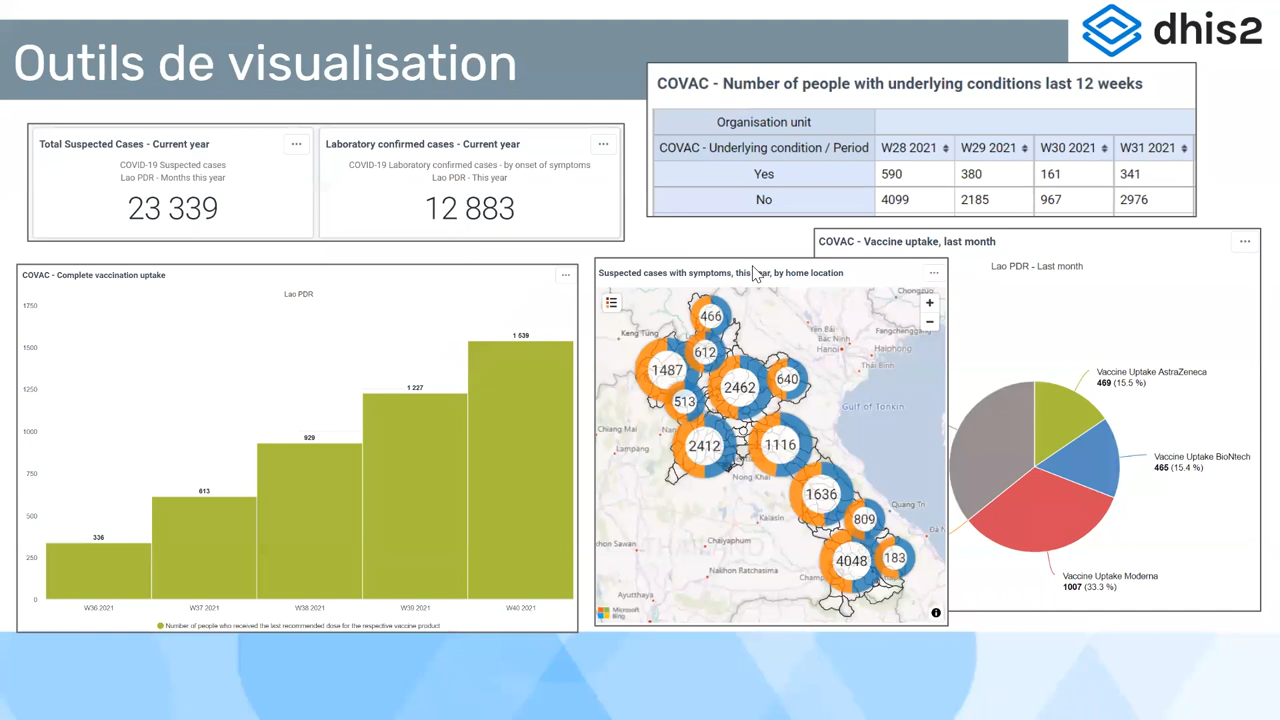 Outils de visualisation
dhis2
Total Suspected Cases - Current year
COVID-19 Suspected cases
Lao PDR - Months this year
23 339
Laboratory confirmed cases - Current year
COVID-19 Laboratory confirmed cases - by onset of symptoms
Lao PDR - This year
12 883
COVAC - Number of people with underlying conditions last 12 weeks
Organisation unit
COVAC - Underlying condition / Period W28 2021 W29 2021 W30 2021 W31 2021
Yes 590 380 161 341
No 4099 2185 967 2976
COVAC - Complete vaccination uptake
Lao PDR
1750
1500
1250
1000
750
500
250
0
336
613
929
1 227
1 539
W36 2021 W37 2021 W38 2021 W39 2021 W40 2021
Number of people who received the last recommended dose for the respective vaccine product
Suspected cases with symptoms, this year, by home location
Keng Tung
Yên Bái
Bắc Ninh
Hanoi
Haiphong
Thái Bình
Fangchenggang
Gulf of Tonkin
Chiang Mai
Lampang
Nong Khai
Kalasin
Quang Tri
Chaiyaphum
THAILAND
Nakhon Ratchasima
Ayutthaya
466
612
1487
2462
640
513
2412
1116
1636
809
4048
183
+
−
Microsoft
Bing
COVAC - Vaccine uptake, last month
Lao PDR - Last month
Vaccine Uptake AstraZeneca
469 (15.5 %)
Vaccine Uptake BioNtech
465 (15.4 %)
Vaccine Uptake Moderna
1007 (33.3 %)